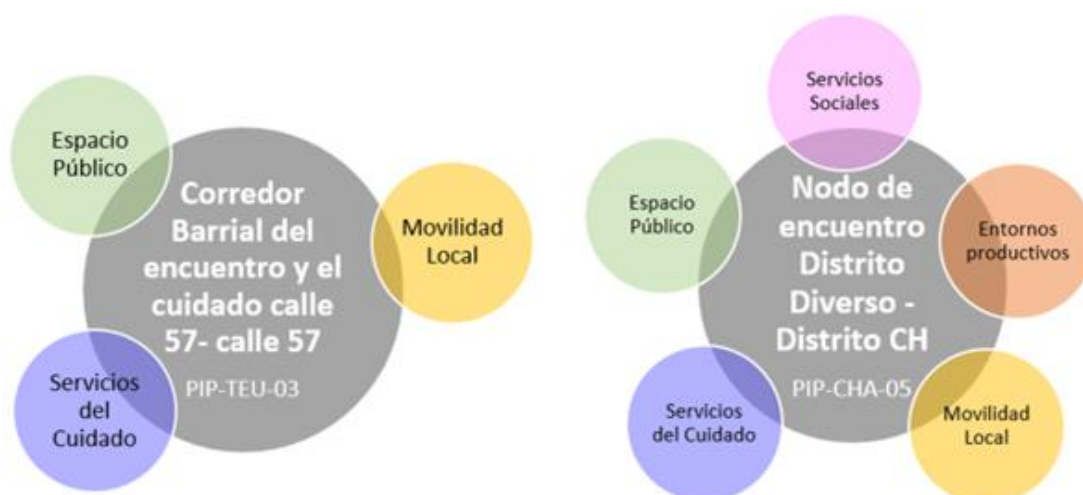 Espacio
Público
Corredor
Barrial del
encuentro y el
cuidado calle
57- calle 57
PIP-TEU-03
Movilidad
Local
Servicios
del
Cuidado
Servicios
Sociales
Espacio
Público
Nodo de
encuentro
Distrito
Diverso -
Distrito CH
PIP-CHA-05
Entornos
productivos
Servicios
del Cuidado
Movilidad
Local